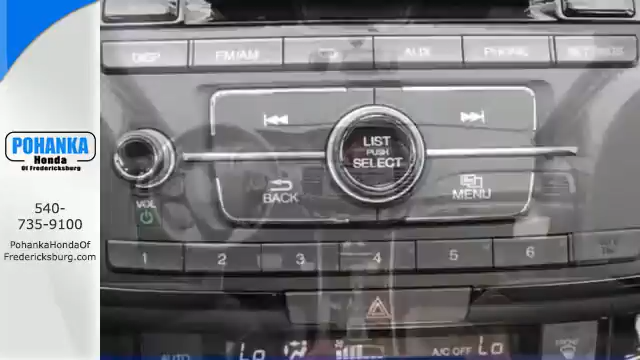 DISP FM/AM AUX PHONE SETTINGS
LIST
PUSH
SELECT
VOL
BACK
MENU
1 2 3 4 5 6
AUTO
Lo
A/C OFF
Lo
FRONT
POHANKA
Honda
Of Fredericksburg
540-
735-9100
PohankaHondaOf
Fredericksburg.com